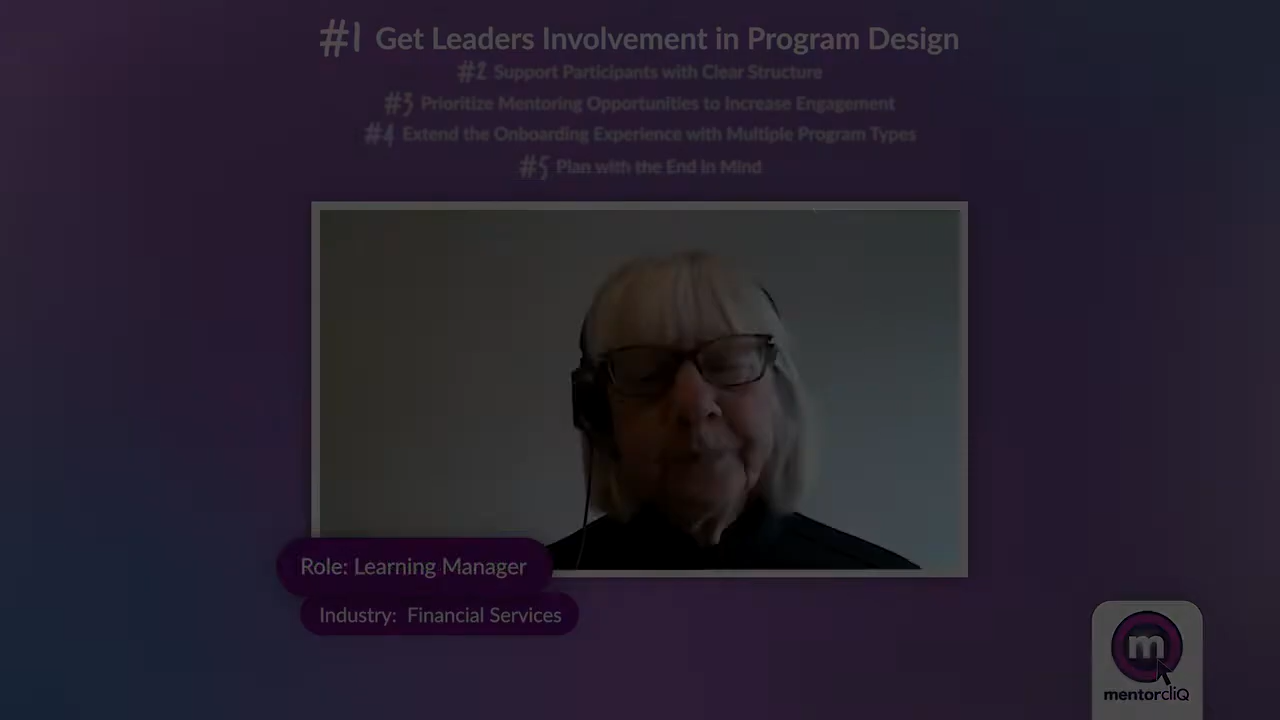 #1 Get Leaders Involvement in Program Design
#2 Support Participants with Clear Structure
#3 Prioritize Mentoring Opportunities to Increase Engagement
#4 Extend the Onboarding Experience with Multiple Program Types
#5 Plan with the End in Mind
Role: Learning Manager
Industry: Financial Services
m
mentorcliQ